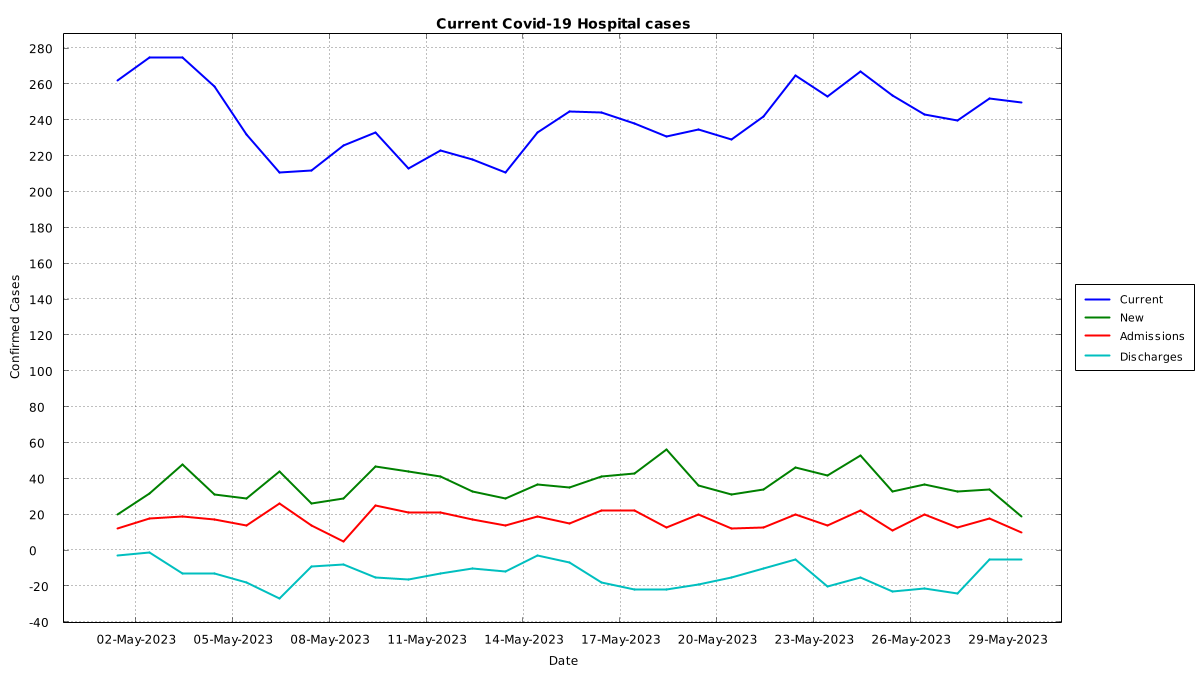 Current Covid-19 Hospital cases
280
260
240
220
200
180
160
140
120
100
80
60
40
20
0
-20
-40
Confirmed Cases
02-May-2023 05-May-2023 08-May-2023 11-May-2023 14-May-2023 17-May-2023 20-May-2023 23-May-2023 26-May-2023 29-May-2023
Date
Current
New
Admissions
Discharges